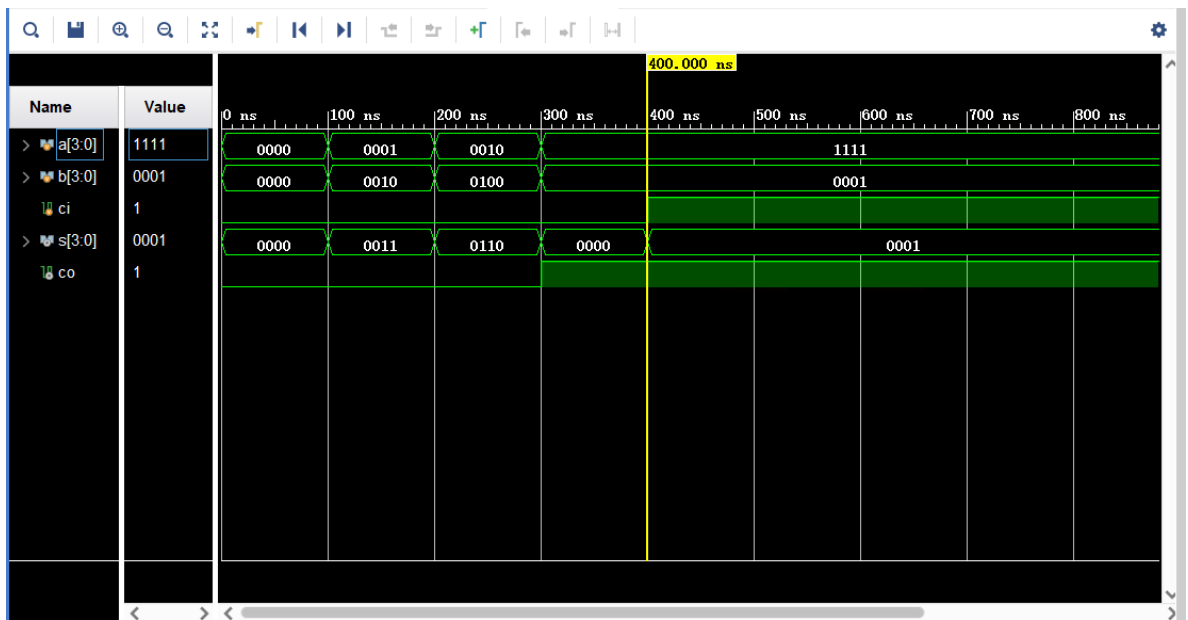 400.000 ns
Name Value
0 ns 100 ns 200 ns 300 ns 400 ns 500 ns 600 ns 700 ns 800 ns
a[3:0] 1111 0000 0001 0010 1111
b[3:0] 0001 0000 0010 0100 0001
ci 1
s[3:0] 0001 0000 0011 0110 0000 0001
co 1